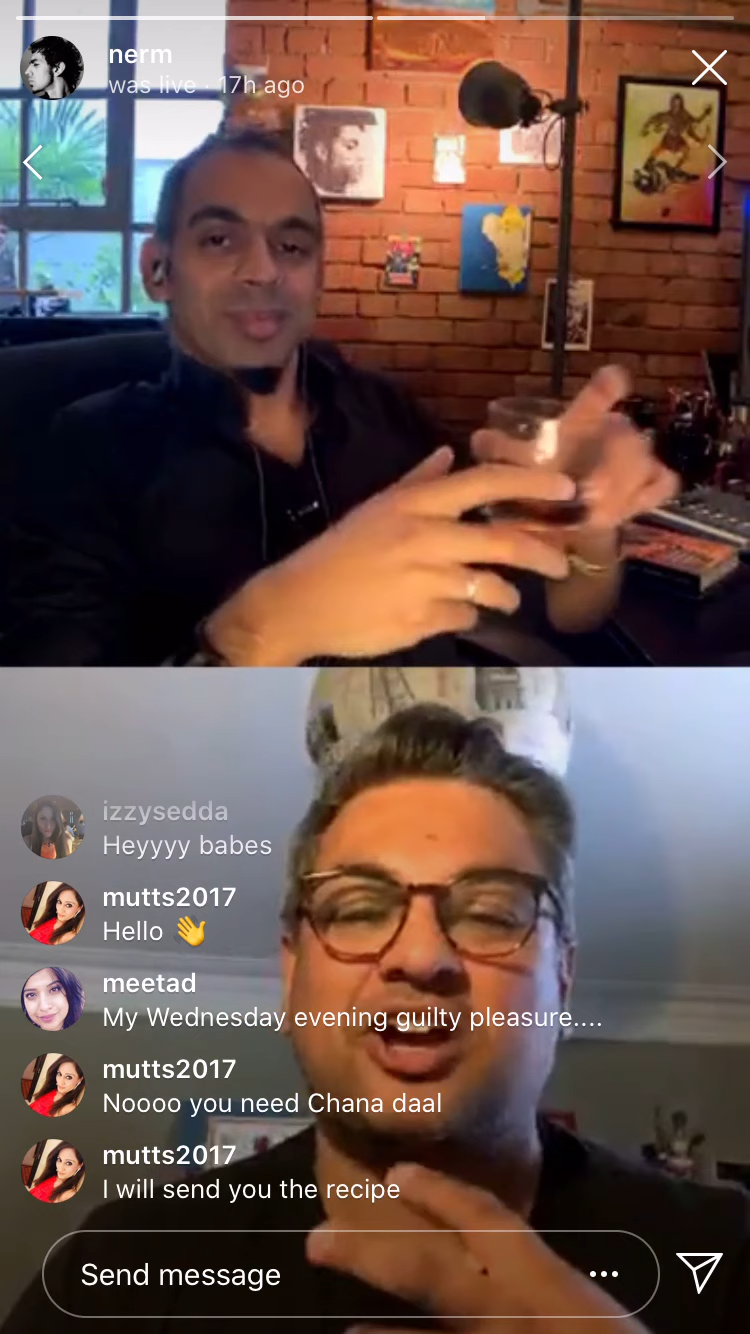 nerm
was live · 17h ago
izzysedda
Heyyyy babes
mutts2017
Hello 👋
meetad
My Wednesday evening guilty pleasure....
mutts2017
Noooo you need Chana daal
mutts2017
I will send you the recipe
Send message